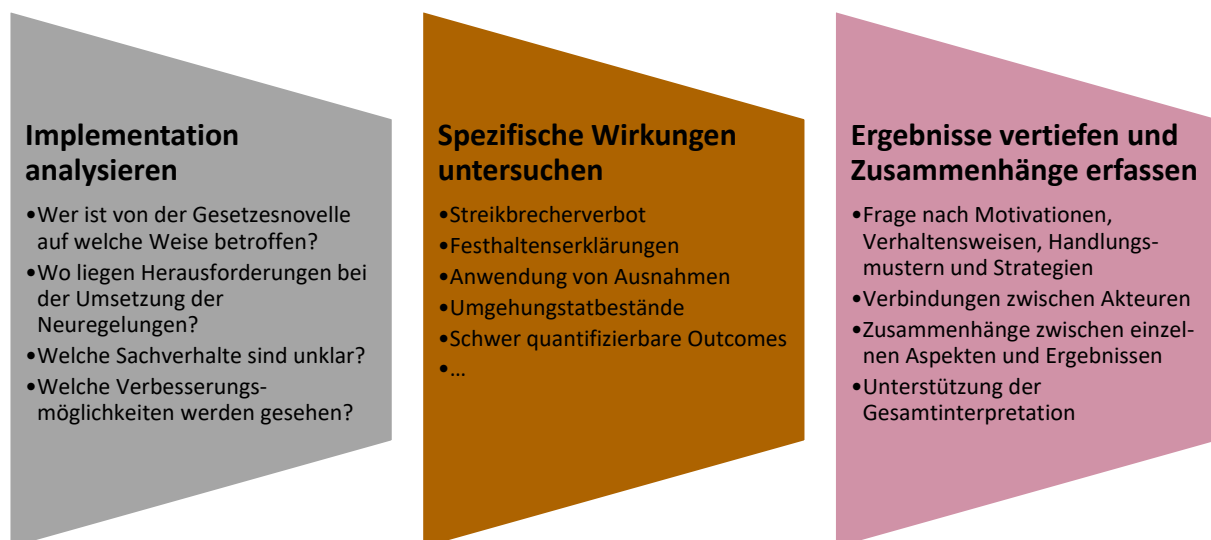 Implementation
analysieren
•Wer ist von der Gesetzesnovelle
auf welche Weise betroffen?
•Wo liegen Herausforderungen bei
der Umsetzung der
Neuregelungen?
•Welche Sachverhalte sind unklar?
•Welche Verbesserungs-
möglichkeiten werden gesehen?
Spezifische Wirkungen
untersuchen
•Streikbrecherverbot
•Festhaltenserklärungen
•Anwendung von Ausnahmen
•Umgehungstatbestände
•Schwer quantifizierbare Outcomes
•…
Ergebnisse vertiefen und
Zusammenhänge erfassen
•Frage nach Motivationen,
Verhaltensweisen, Handlungs-
mustern und Strategien
•Verbindungen zwischen Akteuren
•Zusammenhänge zwischen einzel-
nen Aspekten und Ergebnissen
•Unterstützung der
Gesamtinterpretation